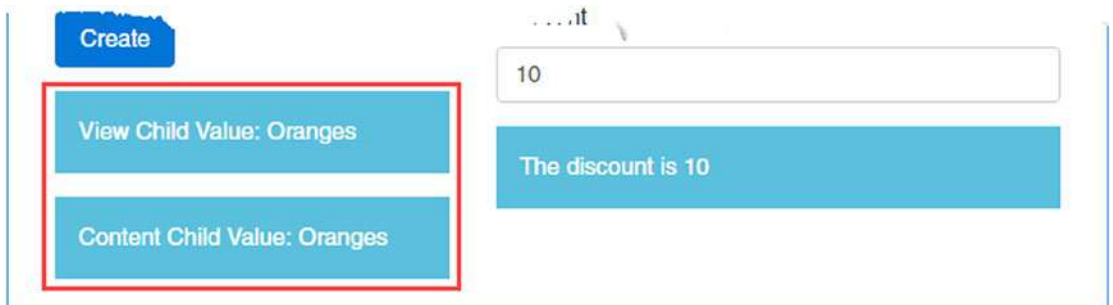 Create
View Child Value: Oranges
Content Child Value: Oranges
10
The discount is 10